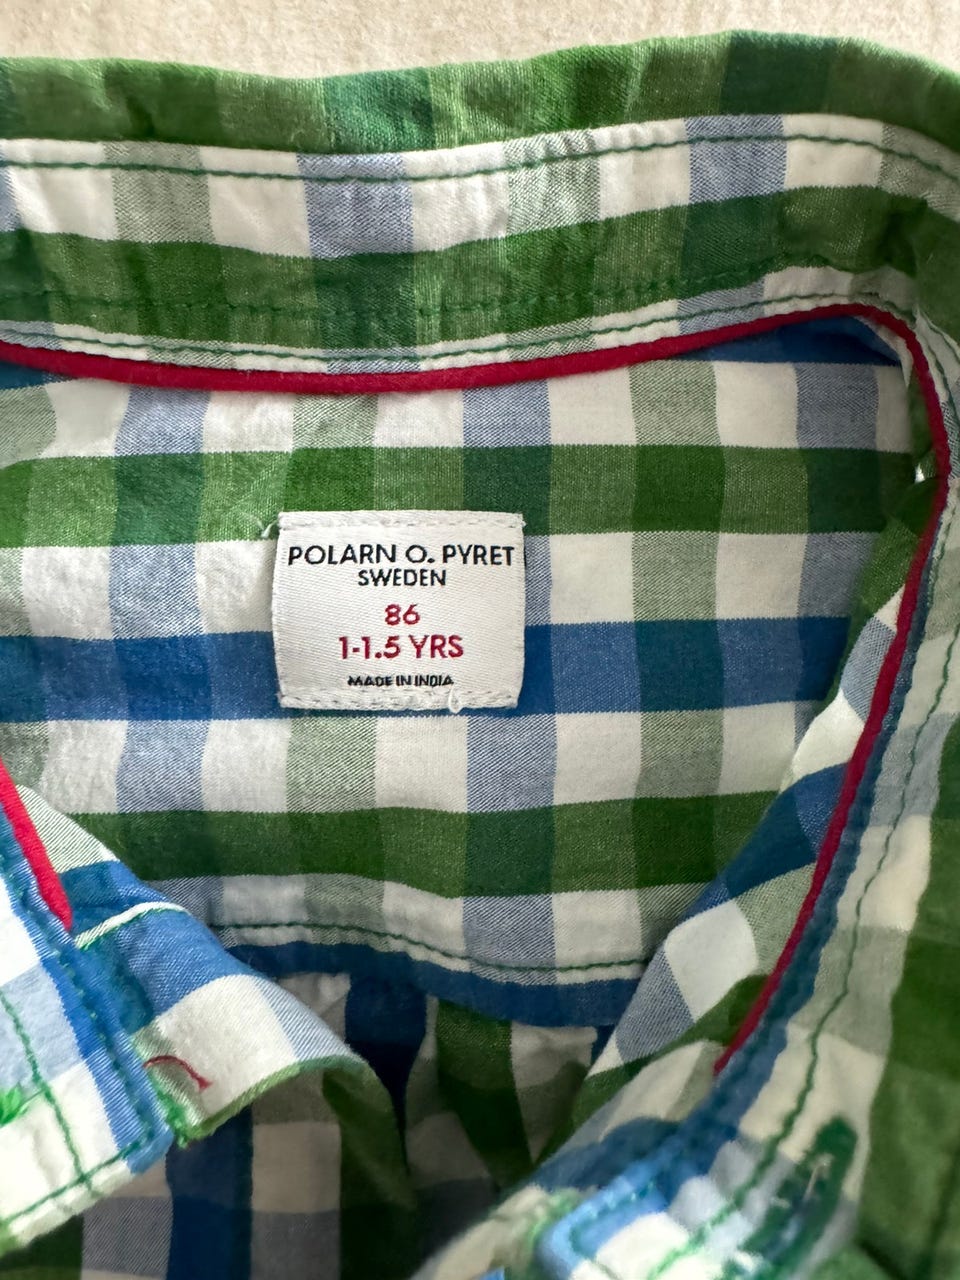 POLARN O. PYRET
SWEDEN
86
1-1.5 YRS
MADE IN INDIA